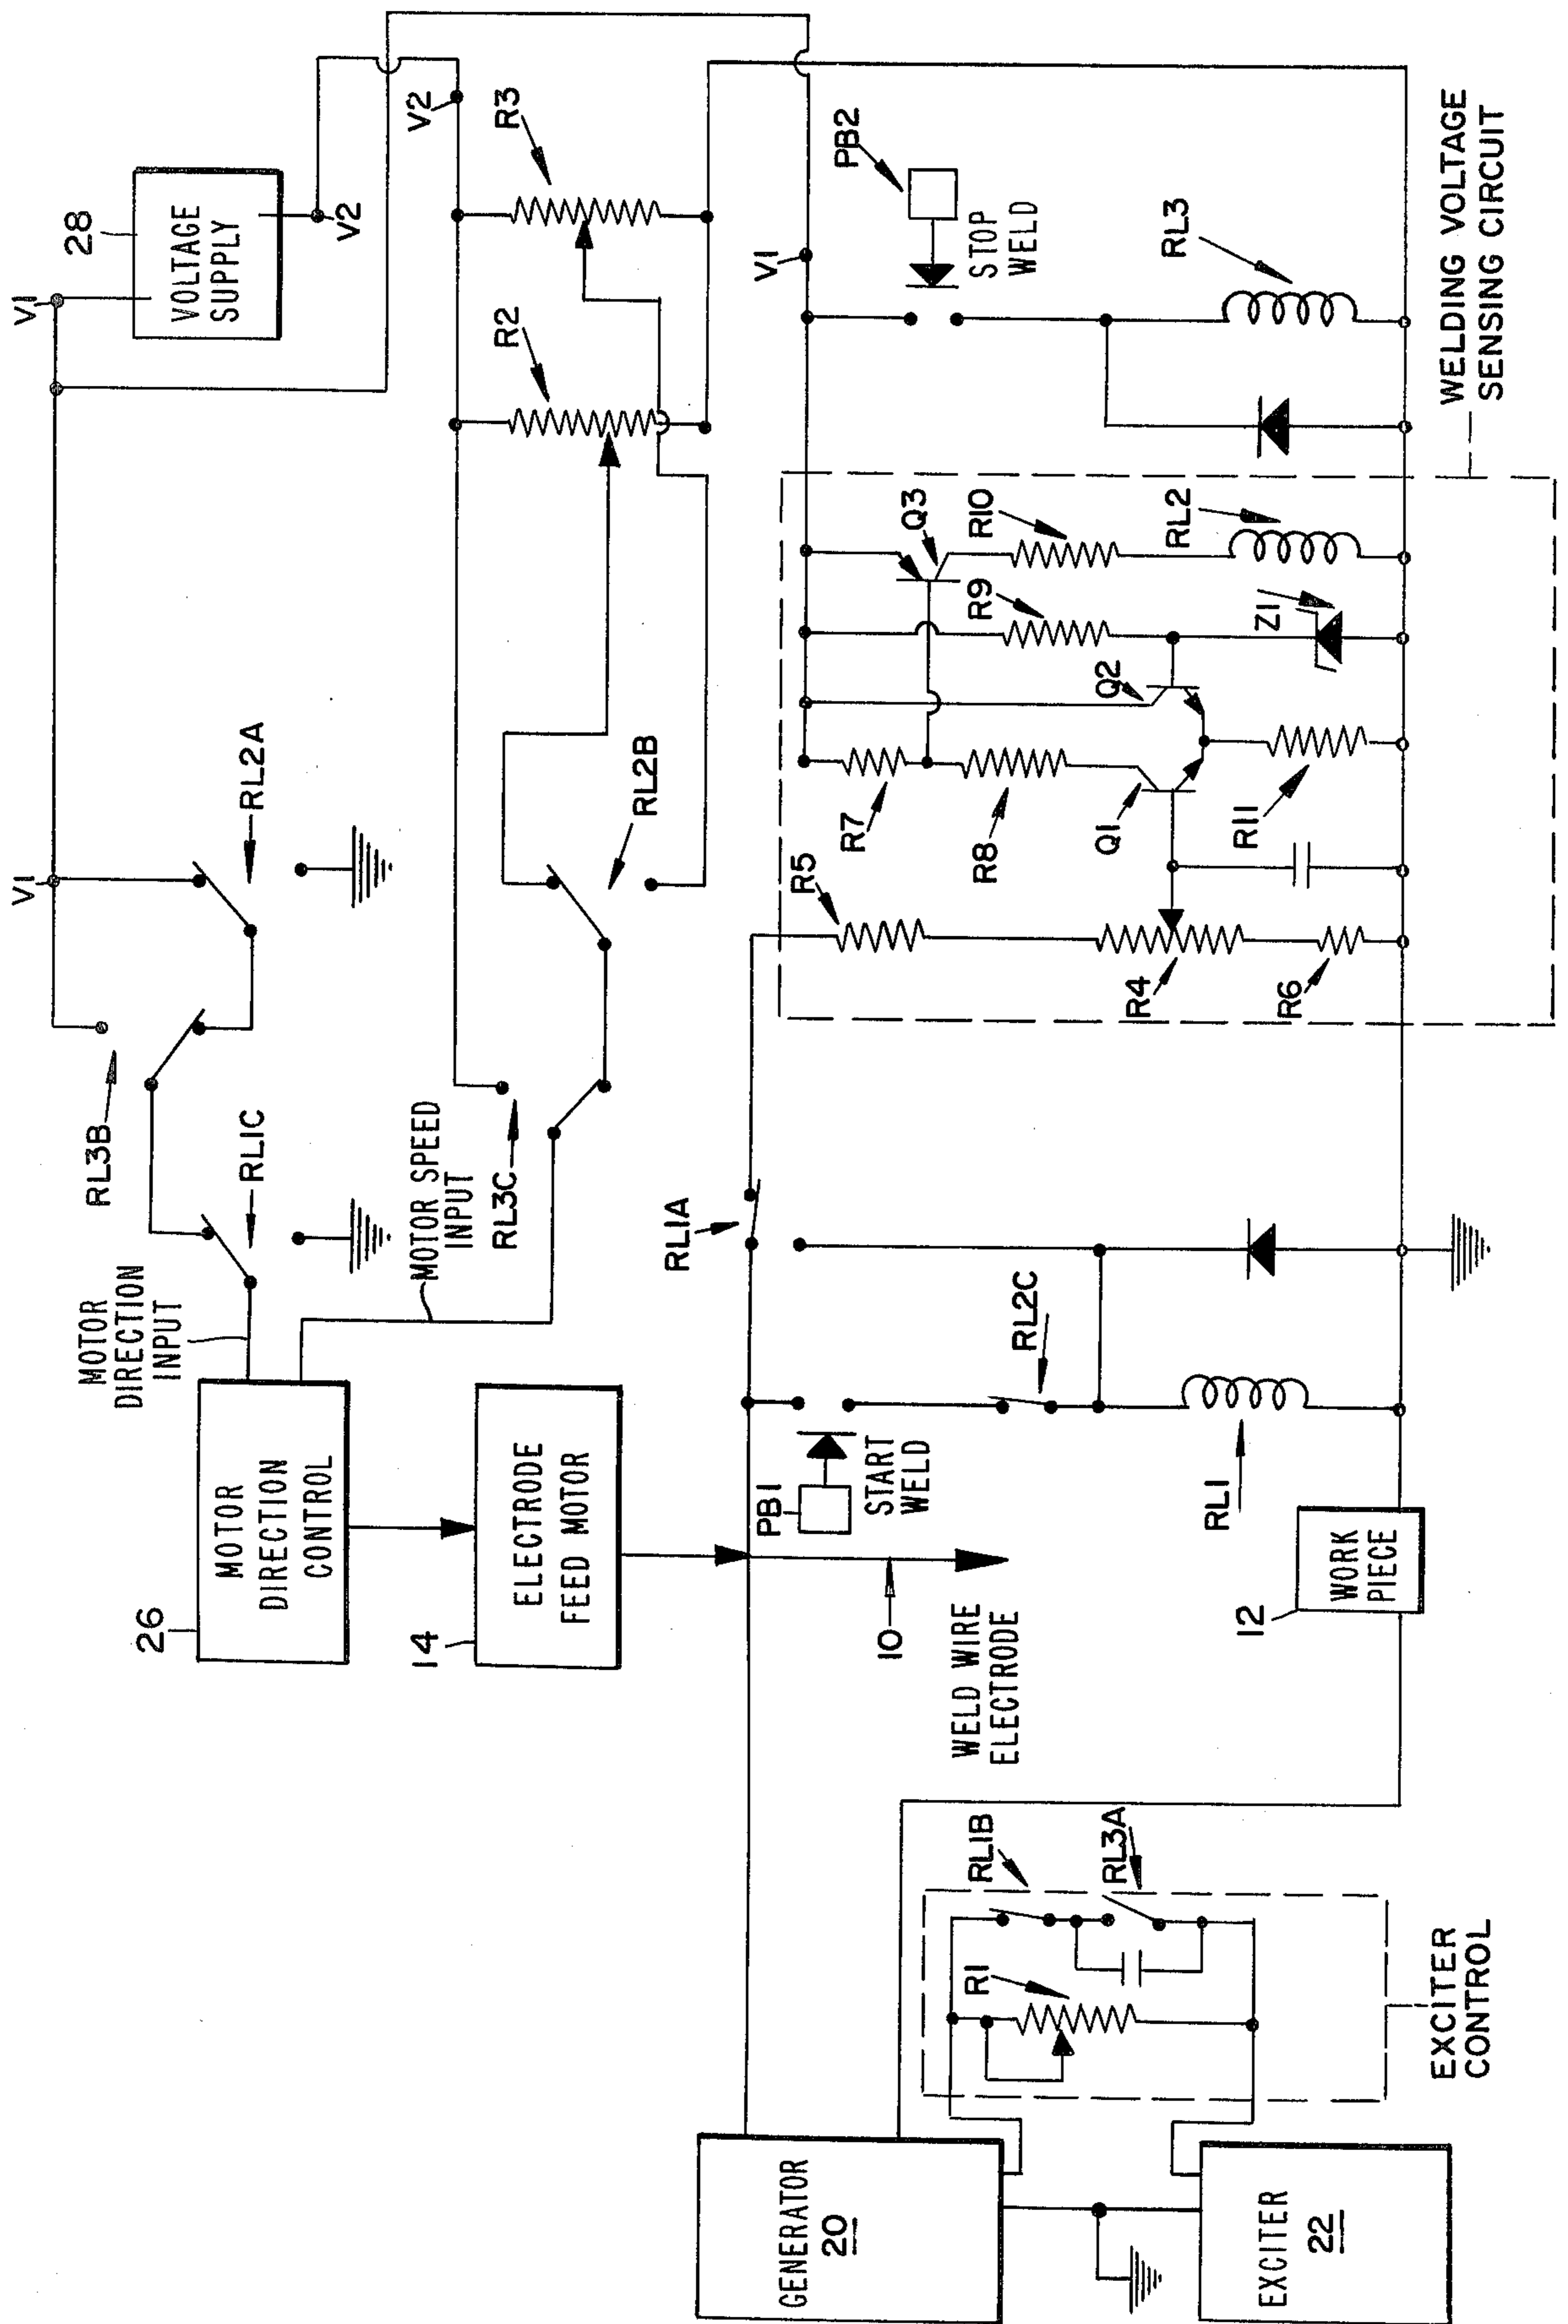 V1
28
VOLTAGE
SUPPLY
V2
V2
R3
R2
V1
RL2A
RL3B
RL1C
MOTOR
DIRECTION
INPUT
MOTOR SPEED
INPUT
RL3C
RL2B
26
MOTOR
DIRECTION
CONTROL
14
ELECTRODE
FEED MOTOR
10
WELD WIRE
ELECTRODE
PB1
START
WELD
RL2C
RL1A
RL1
12
WORK
PIECE
V1
PB2
STOP
WELD
RL3
WELDING VOLTAGE
SENSING CIRCUIT
Q3
R10
RL2
R9
Z1
Q2
R7
R8
Q1
R11
R5
R4
R6
GENERATOR
20
EXCITER
22
R1
RL1B
RL3A
EXCITER
CONTROL